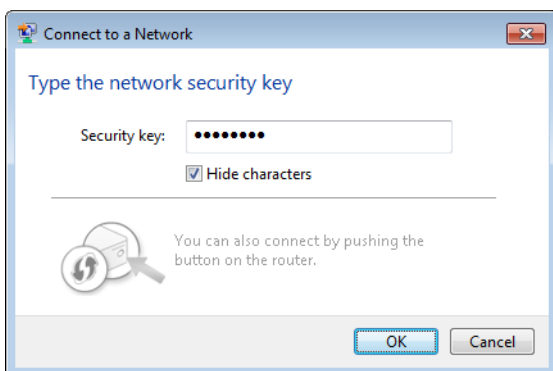 Connect to a Network
Type the network security key
Security key: ••••••••
Hide characters
You can also connect by pushing the
button on the router.
OK Cancel